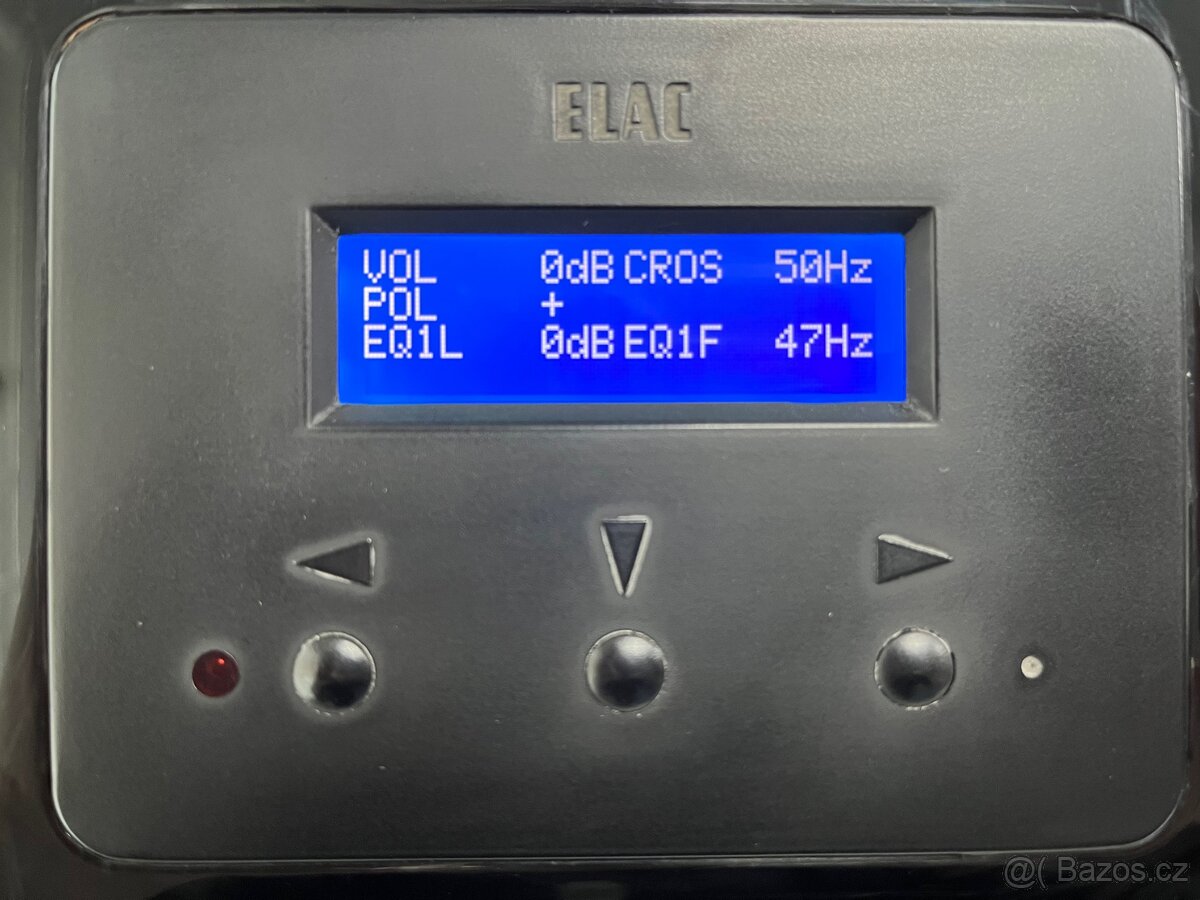 ELAC
VOL 0dB CROS 50Hz
POL +
EQ1L 0dB EQ1F 47Hz
@( Bazos.cz